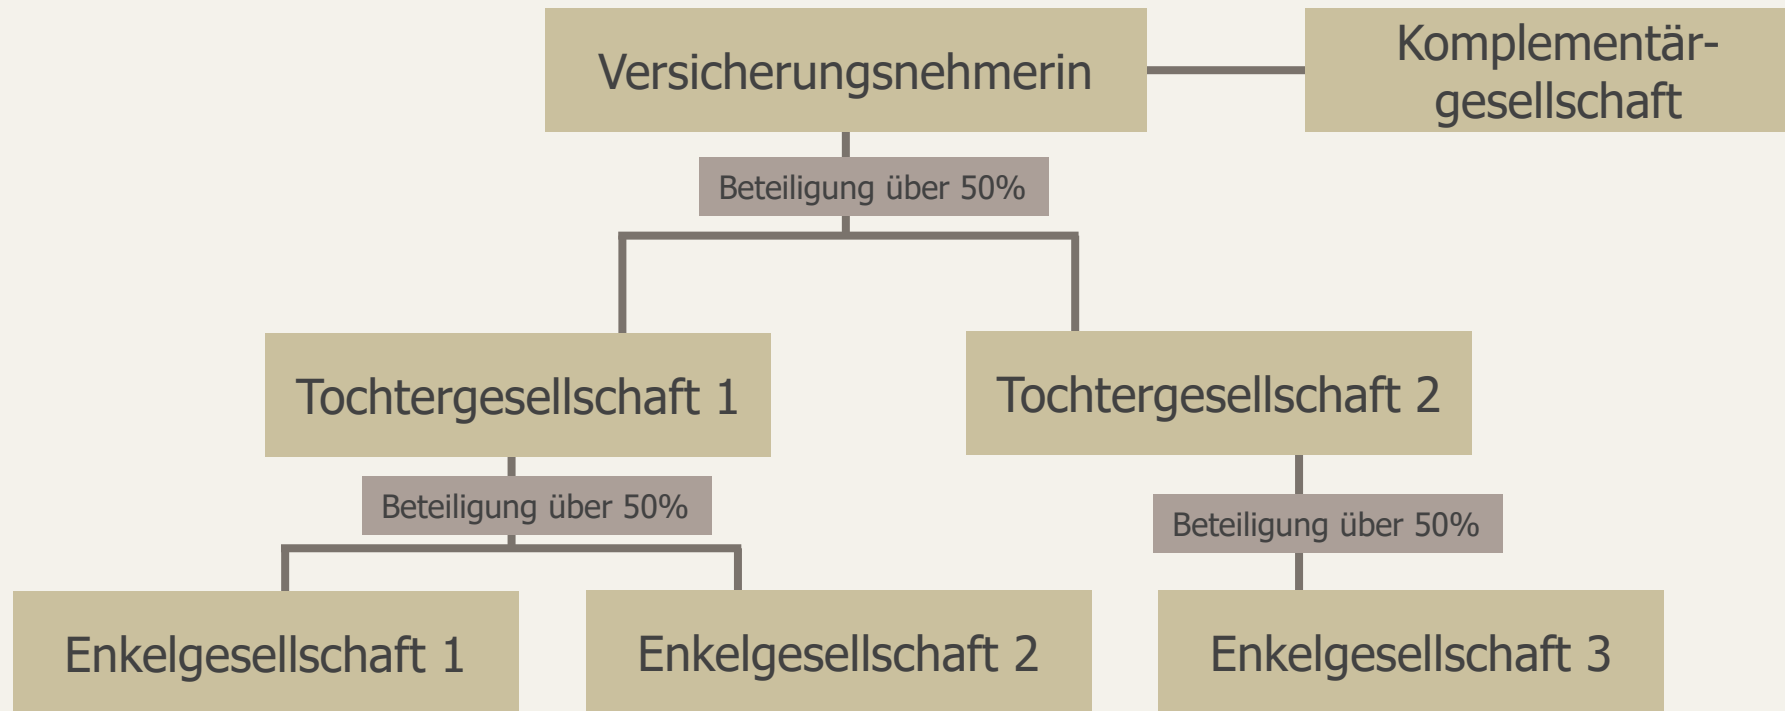 Versicherungsnehmerin
Komplementär-
gesellschaft
Beteiligung über 50%
Tochtergesellschaft 1
Tochtergesellschaft 2
Beteiligung über 50%
Beteiligung über 50%
Enkelgesellschaft 1
Enkelgesellschaft 2
Enkelgesellschaft 3